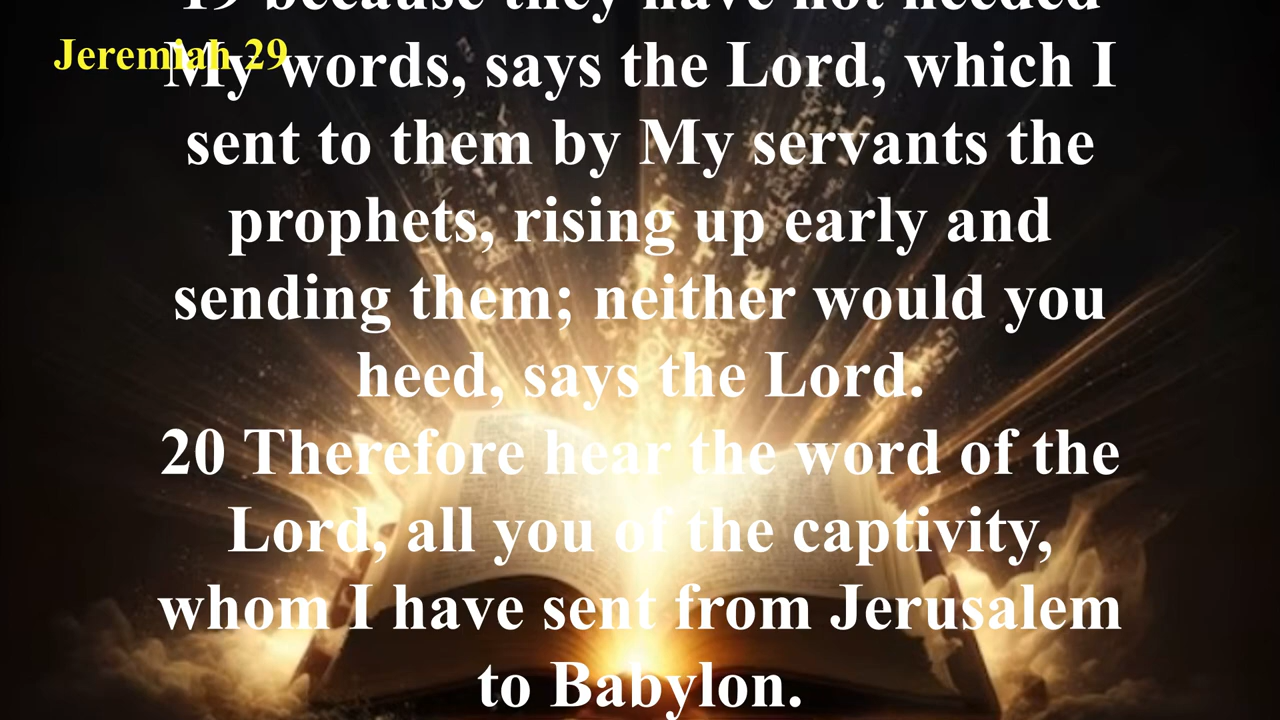 Jeremiah 29
19 because they have not heeded
My words, says the Lord, which I
sent to them by My servants the
prophets, rising up early and
sending them; neither would you
heed, says the Lord.
20 Therefore hear the word of the
Lord, all you of the captivity,
whom I have sent from Jerusalem
to Babylon.